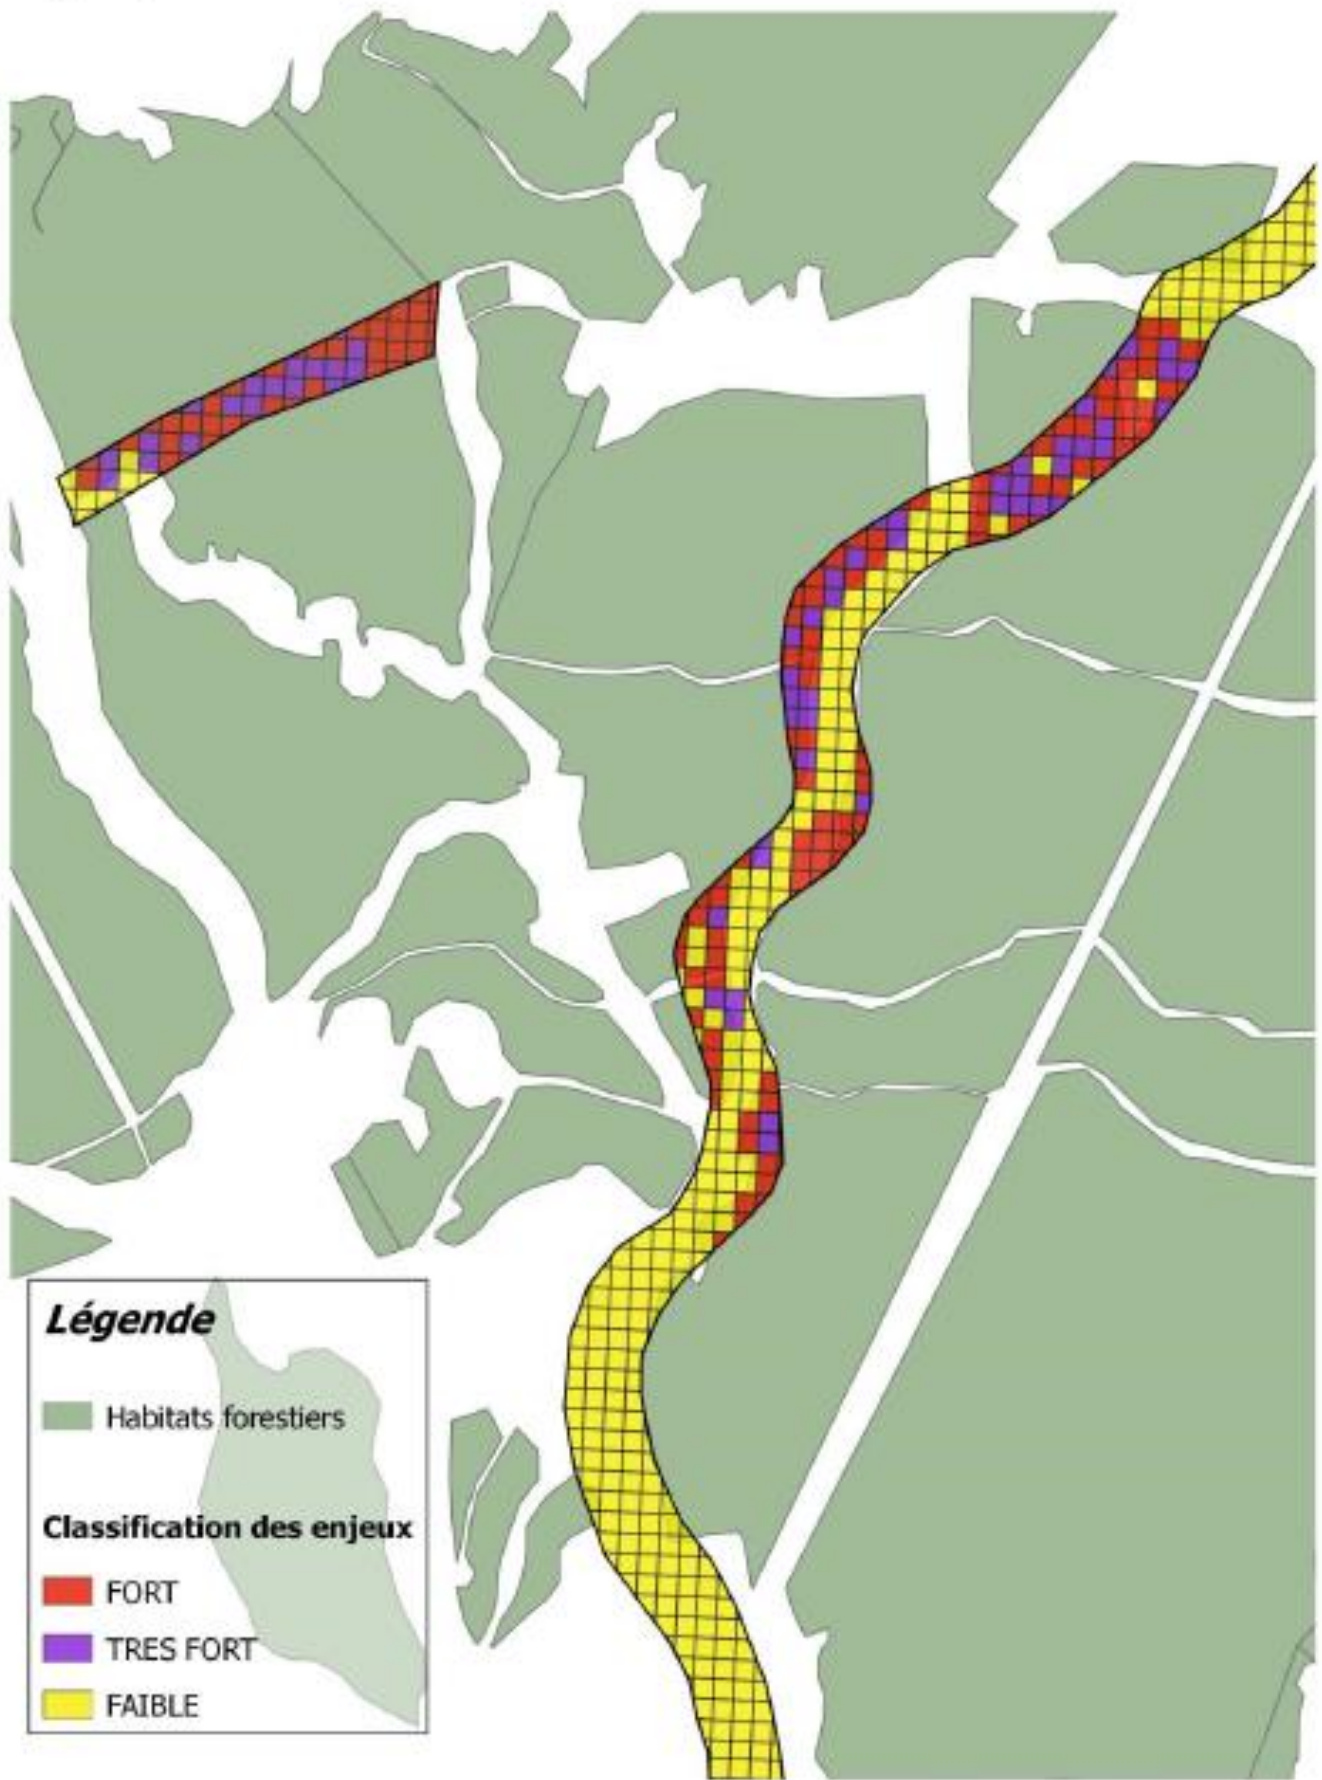 Légende
Habitats forestiers
Classification des enjeux
FORT
TRES FORT
FAIBLE